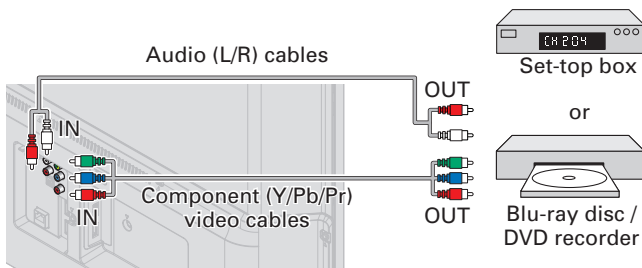 Audio (L/R) cables
IN
OUT
CH 204
Set-top box
or
Component (Y/Pb/Pr)
video cables
IN
OUT
Blu-ray disc /
DVD recorder